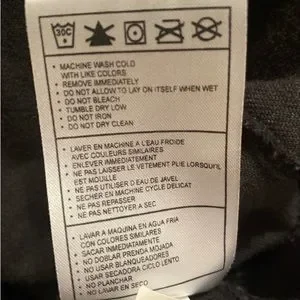 30C
• MACHINE WASH COLD
WITH LIKE COLORS
• REMOVE IMMEDIATELY
• DO NOT ALLOW TO LAY ON ITSELF WHEN WET
• DO NOT BLEACH
• TUMBLE DRY LOW
• DO NOT IRON
• DO NOT DRY CLEAN
• LAVER EN MACHINE A L'EAU FROIDE
AVEC COULEURS SIMILAIRES
• ENLEVER IMMEDIATEMENT
• NE PAS LAISSER LE VETEMENT PLIE LORSQU'IL
EST MOUILLE
• NE PAS UTILISER D'EAU DE JAVEL
• SECHER EN MACHINE CYCLE DELICAT
• NE PAS REPASSER
• NE PAS NETTOYER A SEC
• LAVAR A MAQUINA EN AGUA FRIA
CON COLORES SIMILARES
• SACAR INMEDIATAMENTE
• NO DOBLAR PRENDA MOJADA
• NO USAR BLANQUEADORES
• USAR SECADORA CICLO LENTO
• NO PLANCHAR
• NO LAVAR EN SECO